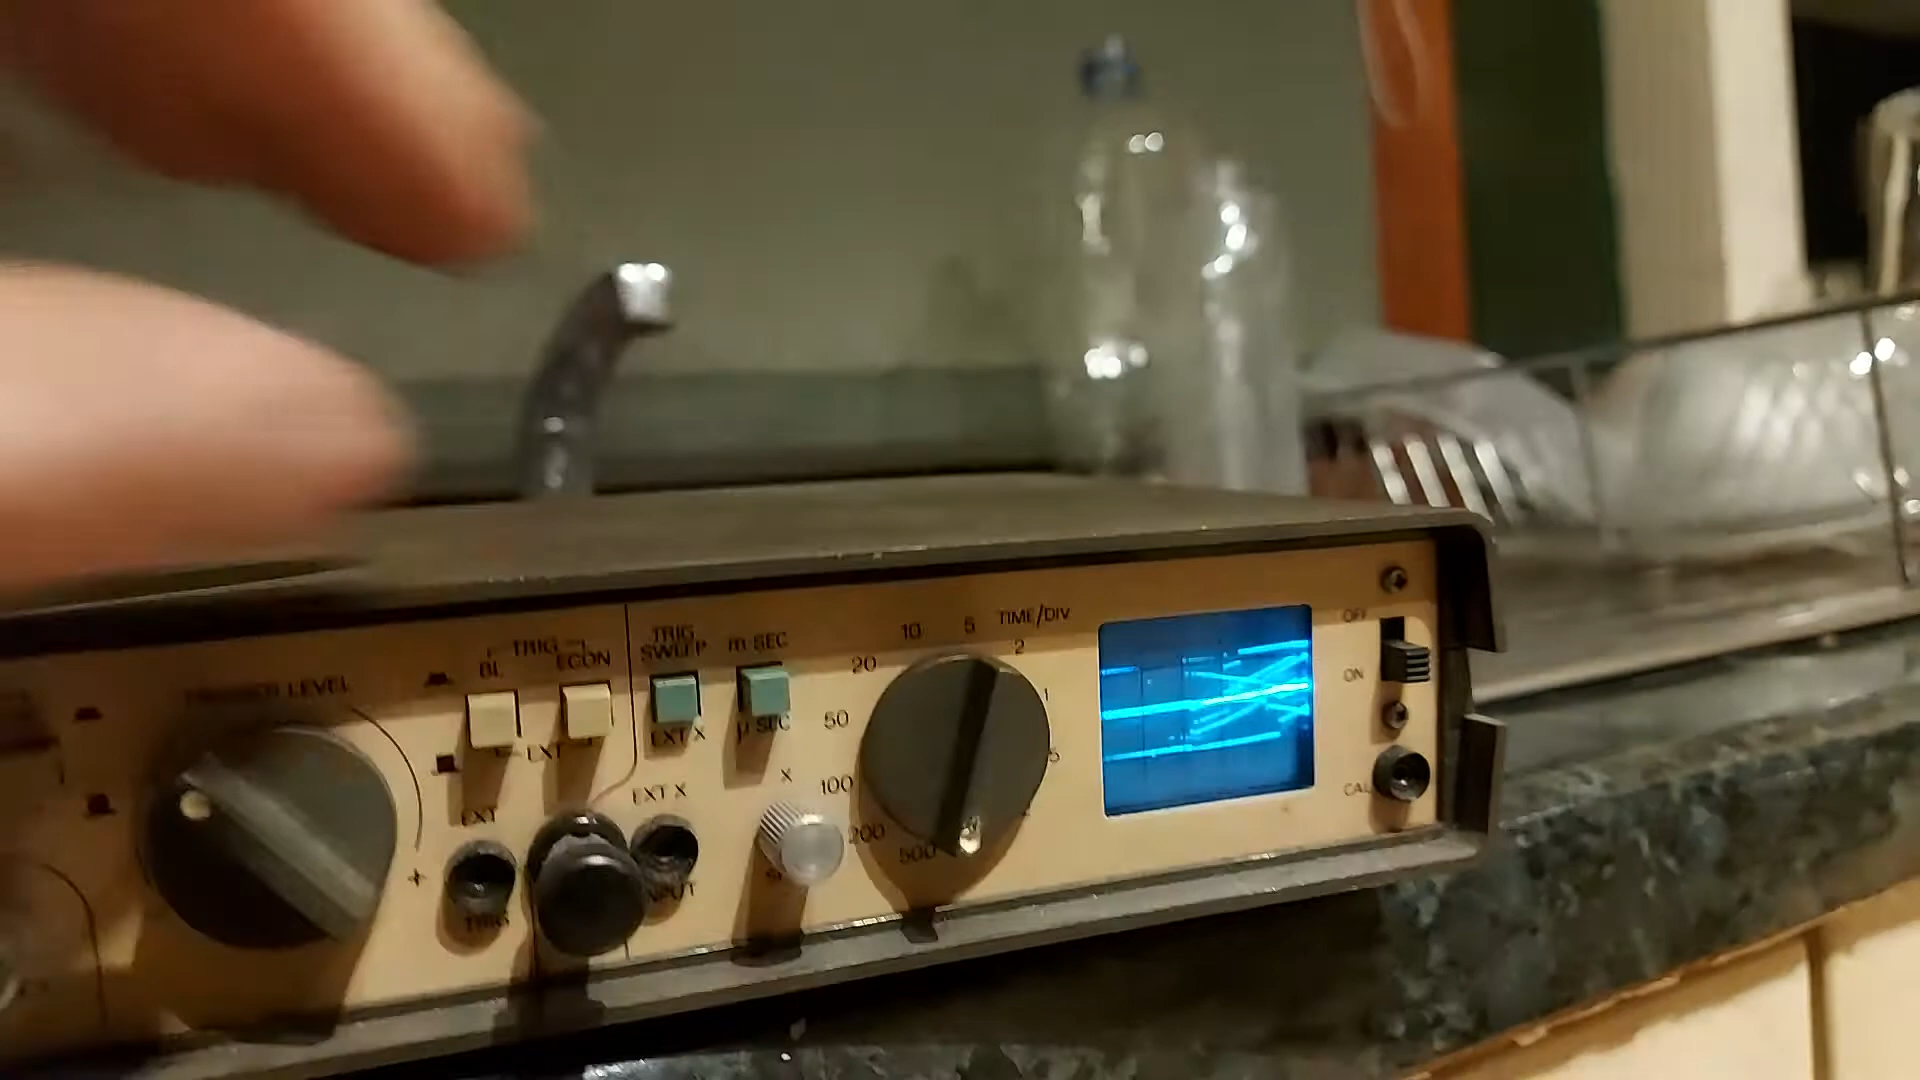 TRIGGER LEVEL
TRIG
BL
ECON
EXT
EXT
TRIG
+
TRIG
SWEEP
EXT X
m SEC
µ SEC
EXT X
INPUT
X
TIME/DIV
2
5
10
20
50
100
200
500
1
OFF
ON
CAL